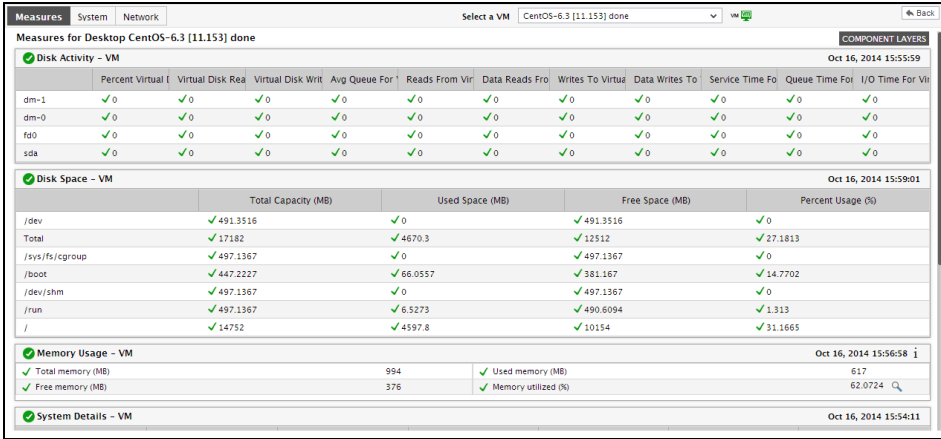 Measures System Network Select a VM CentOS-6.3 [11.153] done VM Back
Measures for Desktop CentOS-6.3 [11.153] done COMPONENT LAYERS
Disk Activity - VM Oct 16, 2014 15:55:59
Percent Virtual D Virtual Disk Rea Virtual Disk Writ Avg Queue For V Reads From Virt Data Reads Fro Writes To Virtua Data Writes To V Service Time Fo Queue Time For I/O Time For Vir
dm-1 0 0 0 0 0 0 0 0 0 0 0
dm-0 0 0 0 0 0 0 0 0 0 0 0
fd0 0 0 0 0 0 0 0 0 0 0 0
sda 0 0 0 0 0 0 0 0 0 0 0
Disk Space - VM Oct 16, 2014 15:59:01
Total Capacity (MB) Used Space (MB) Free Space (MB) Percent Usage (%)
/dev 491.3516 0 491.3516 0
Total 17182 4670.3 12512 27.1813
/sys/fs/cgroup 497.1367 0 497.1367 0
/boot 447.2227 66.0557 381.167 14.7702
/dev/shm 497.1367 0 497.1367 0
/run 497.1367 6.5273 490.6094 1.313
/ 14752 4597.8 10154 31.1665
Memory Usage - VM Oct 16, 2014 15:56:58 i
Total memory (MB) 994 Used memory (MB) 617
Free memory (MB) 376 Memory utilized (%) 62.0724
System Details - VM Oct 16, 2014 15:54:11